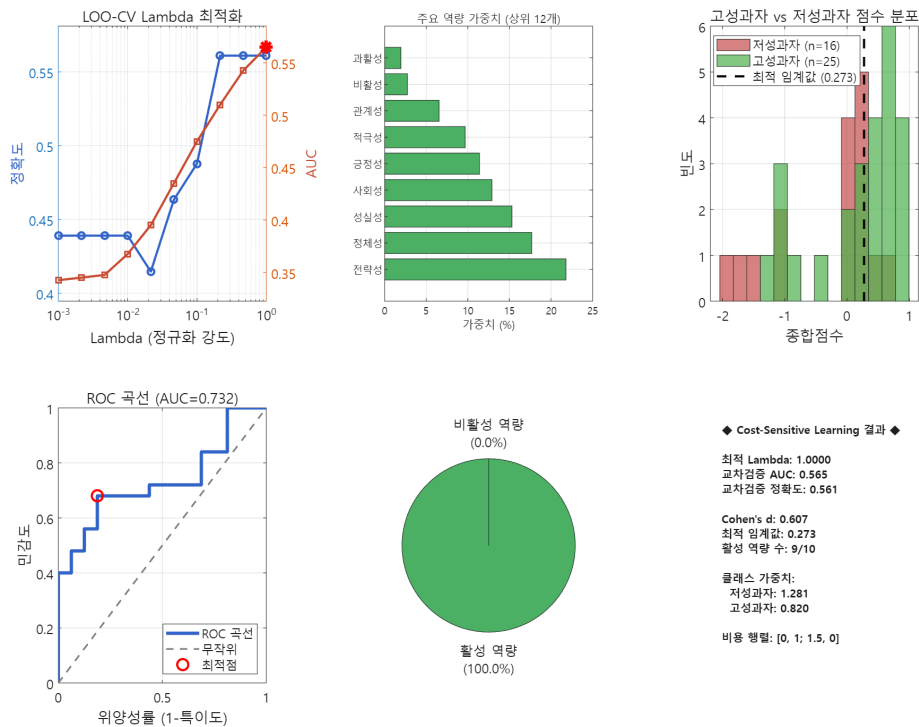 LOO-CV Lambda 최적화
정확도
AUC
0.55
0.5
0.45
0.4
0.55
0.5
0.45
0.4
0.35
10-3
10-2
10-1
100
Lambda (정규화 강도)
주요 역량 가중치 (상위 12개)
과활성
비활성
관계성
적극성
긍정성
사회성
성실성
정체성
전략성
0 5 10 15 20 25
가중치 (%)
고성과자 vs 저성과자 점수 분포
저성과자 (n=16)
고성과자 (n=25)
최적 임계값 (0.273)
빈도
6
5
4
3
2
1
0
-2 -1 0 1
종합점수
ROC 곡선 (AUC=0.732)
민감도
1
0.8
0.6
0.4
0.2
0
0 0.5 1
위양성률 (1-특이도)
ROC 곡선
무작위
최적점
비활성 역량
(0.0%)
활성 역량
(100.0%)
◆ Cost-Sensitive Learning 결과 ◆
최적 Lambda: 1.0000
교차검증 AUC: 0.565
교차검증 정확도: 0.561
Cohen's d: 0.607
최적 임계값: 0.273
활성 역량 수: 9/10
클래스 가중치:
저성과자: 1.281
고성과자: 0.820
비용 행렬: [0, 1; 1.5, 0]